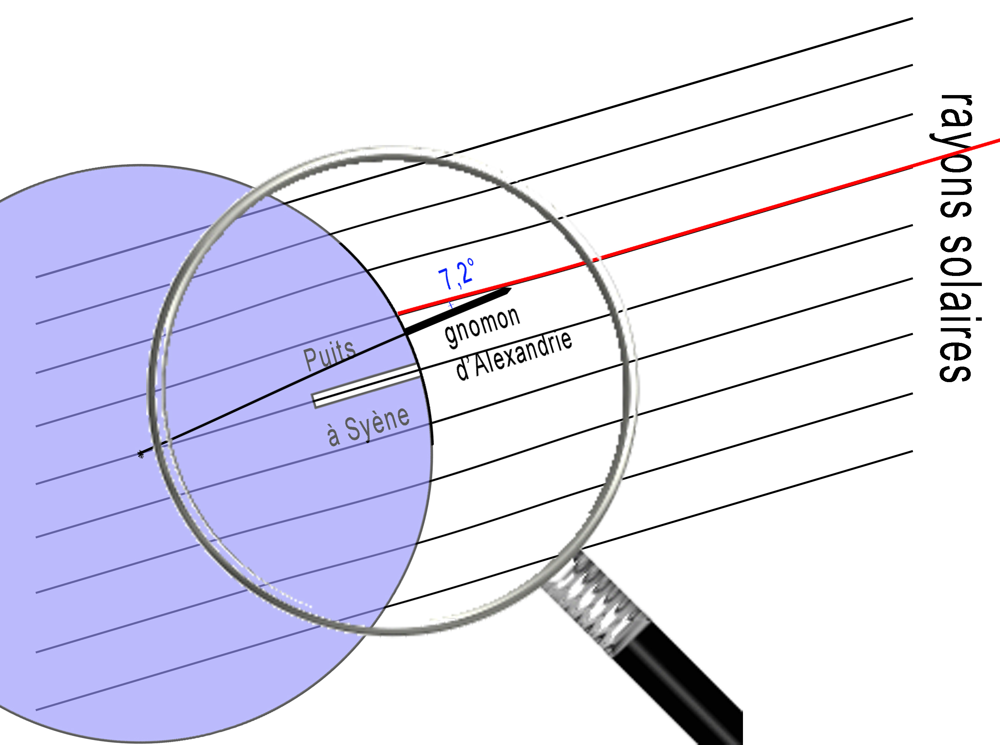 7,2°
gnomon
d'Alexandrie
Puits
à Syène
rayons solaires